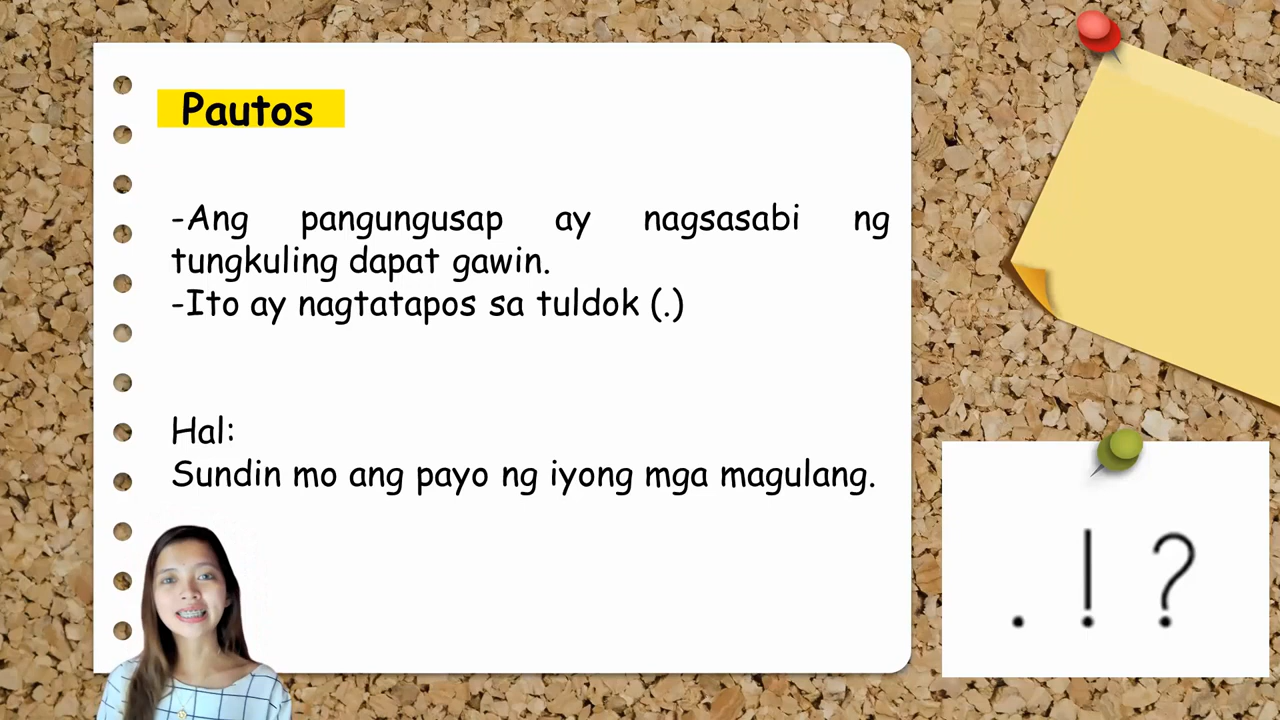 Pautos
-Ang pangungusap ay nagsasabi ng
tungkuling dapat gawin.
-Ito ay nagtatapos sa tuldok (.)
Hal:
Sundin mo ang payo ng iyong mga magulang.
. ! ?